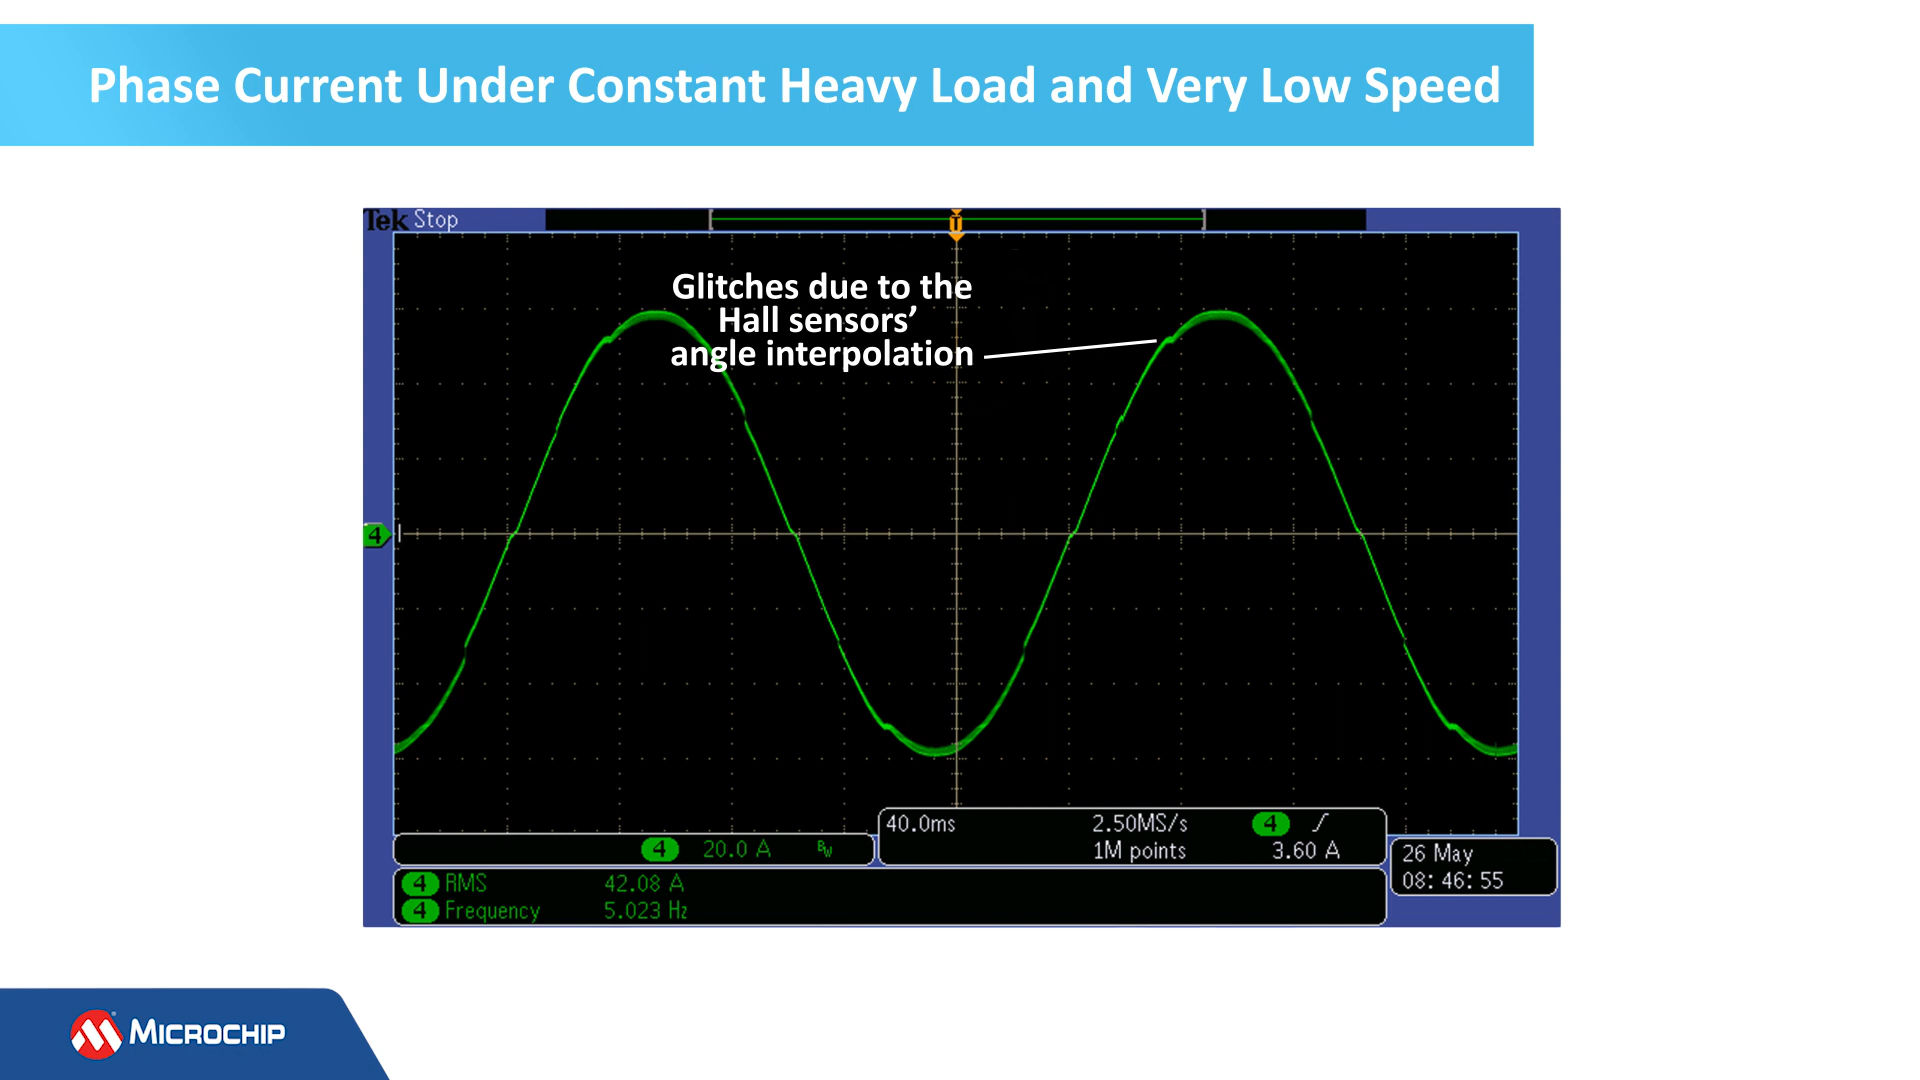 Phase Current Under Constant Heavy Load and Very Low Speed
Tek Stop
T
Glitches due to the
Hall sensors’
angle interpolation
4
40.0ms 2.50MS/s 4
1M points 3.60 A
4 20.0 A BW
26 May
08:46:55
4 RMS 42.08 A
4 Frequency 5.023 Hz
MICROCHIP